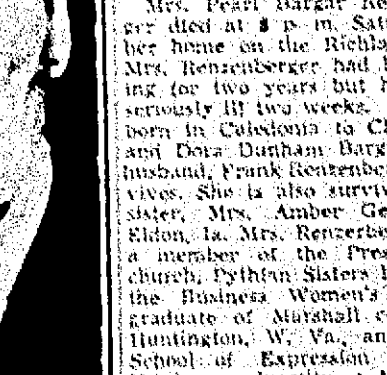 Mrs. Pearl Bargar
ger died at 8 p. m. Sat
her home on the Richla
Mrs. Renzenberger had b
ing for two years but h
seriously ill two weeks.
born in Caledonia to Cl
and Dora Dunham Barg
husband, Frank Renzenbe
vives. She is also surviv
sister, Mrs. Amber Ge
Eldon, Ia. Mrs. Renzerbe
a member of the Pres
church, Pythian Sisters
the Business Women's
graduate of Marshall c
Huntington, W. Va., an
School of Expression